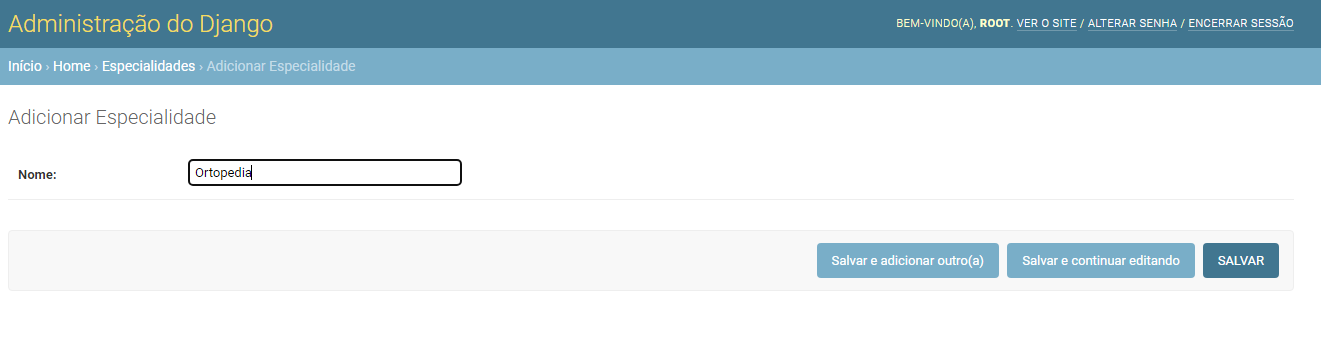 Administração do Django
BEM-VINDO(A), ROOT. VER O SITE / ALTERAR SENHA / ENCERRAR SESSÃO
Início › Home › Especialidades › Adicionar Especialidade
Adicionar Especialidade
Nome: Ortopedia
Salvar e adicionar outro(a) Salvar e continuar editando SALVAR